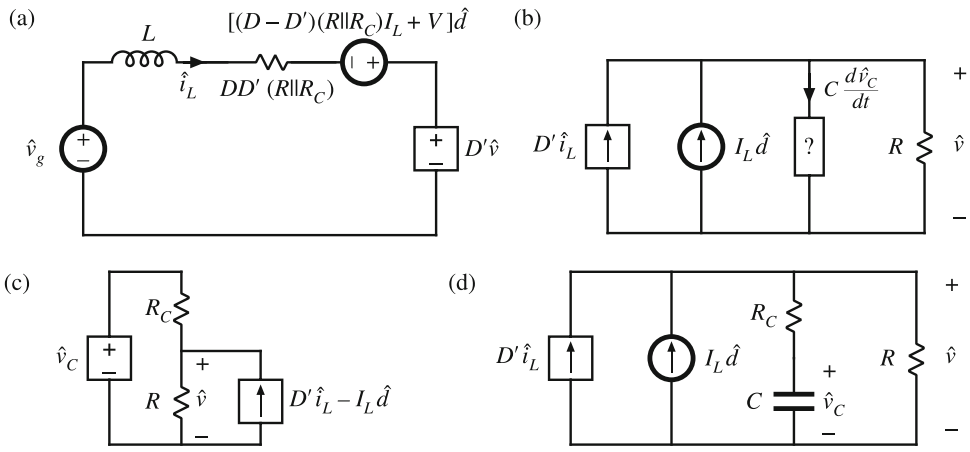 (a)
L
[(D – D′)(R||R_C)I_L + V]d̂
î_L
DD′ (R||R_C)
– +
v̂_g
+
–
+
–
D′v̂
(b)
D′î_L
I_L d̂
C dv̂_C/dt
?
R
+
v̂
–
(c)
v̂_C
+
–
R_C
R
+
v̂
–
D′î_L – I_L d̂
(d)
D′î_L
I_L d̂
R_C
C
+
v̂_C
–
R
+
v̂
–